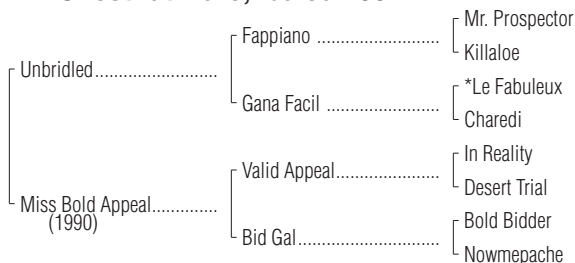 Fappiano ............................
Mr. Prospector
Killaloe
Unbridled............................
Gana Facil ..........................
*Le Fabuleux
Charedi
Valid Appeal........................
In Reality
Desert Trial
Miss Bold Appeal...............
(1990)
Bid Gal................................
Bold Bidder
Nowmepache